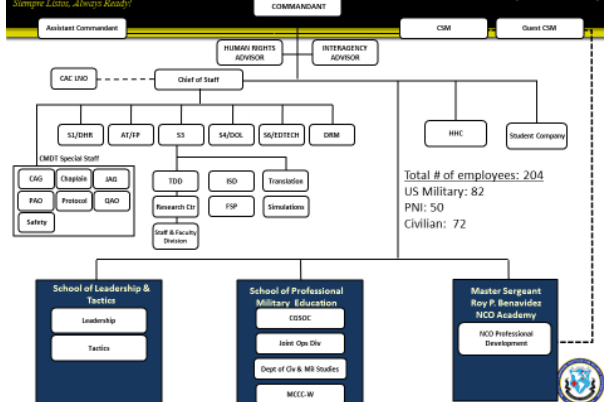 Siempre Listos, Always Ready!
COMMANDANT
Assistant Commandant
CSM
Guest CSM
HUMAN RIGHTS
ADVISOR
INTERAGENCY
ADVISOR
CAC LNO
Chief of Staff
S1/DHR
AT/FP
S3
S4/DOL
S6/EDTECH
DRM
HHC
Student Company
CMDT Special Staff
CAG
Chaplain
JAG
PAO
Protocol
QAO
Safety
TDD
ISD
Translation
Research Ctr
FSP
Simulations
Staff & Faculty
Division
Total # of employees: 204
US Military: 82
PNI: 50
Civilian: 72
School of Leadership &
Tactics
Leadership
Tactics
School of Professional
Military Education
CGSOC
Joint Ops Div
Dept of Civ & Mil Studies
MCCC-W
Master Sergeant
Roy P. Benavidez
NCO Academy
NCO Professional
Development